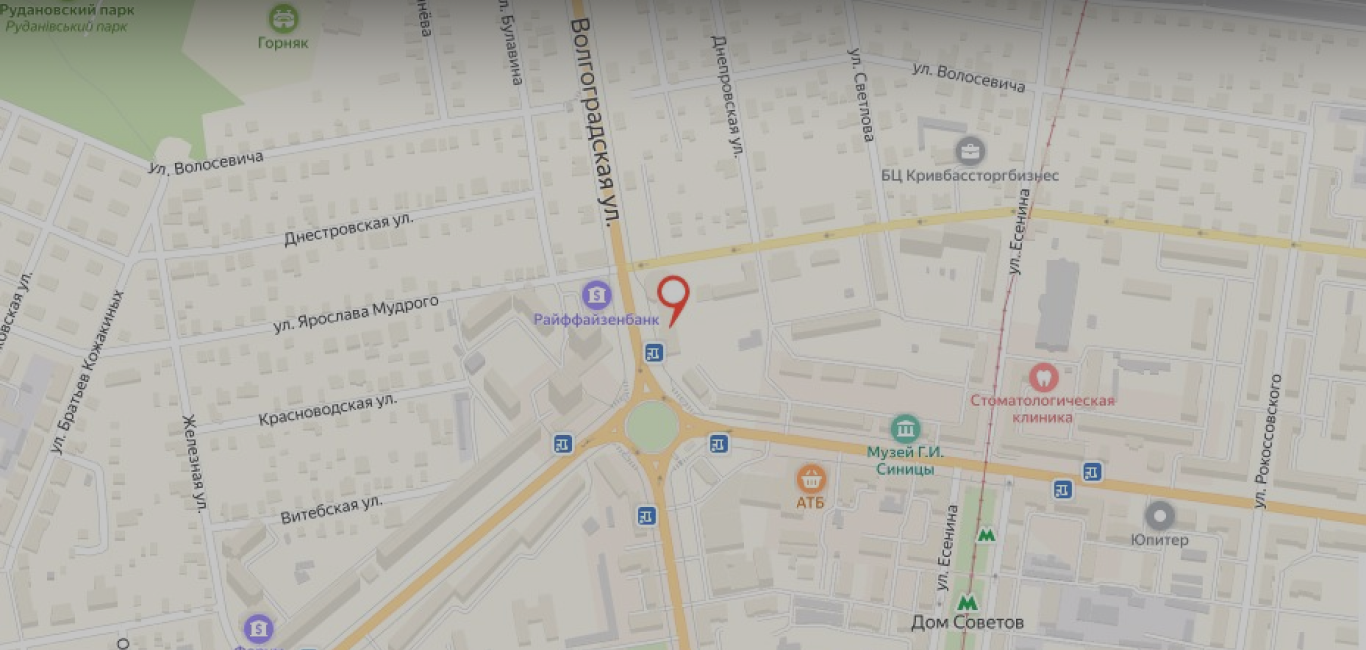 Рудановский парк
Руданівський парк
Горняк
ул. Булавина
Волгоградская ул.
Днепровская ул.
ул. Светлова
ул. Волосевича
ул. Волосевича
БЦ Кривбассторгбизнес
ул. Есенина
Днестровская ул.
ул. Ярослава Мудрого
Райффайзенбанк
ул. Братьев Кожакиных
Красноводская ул.
Железная ул.
Стоматологическая
клиника
Музей Г.И.
Синицы
АТБ
ул. Рокоссовского
Витебская ул.
ул. Есенина
Юпитер
Дом Советов